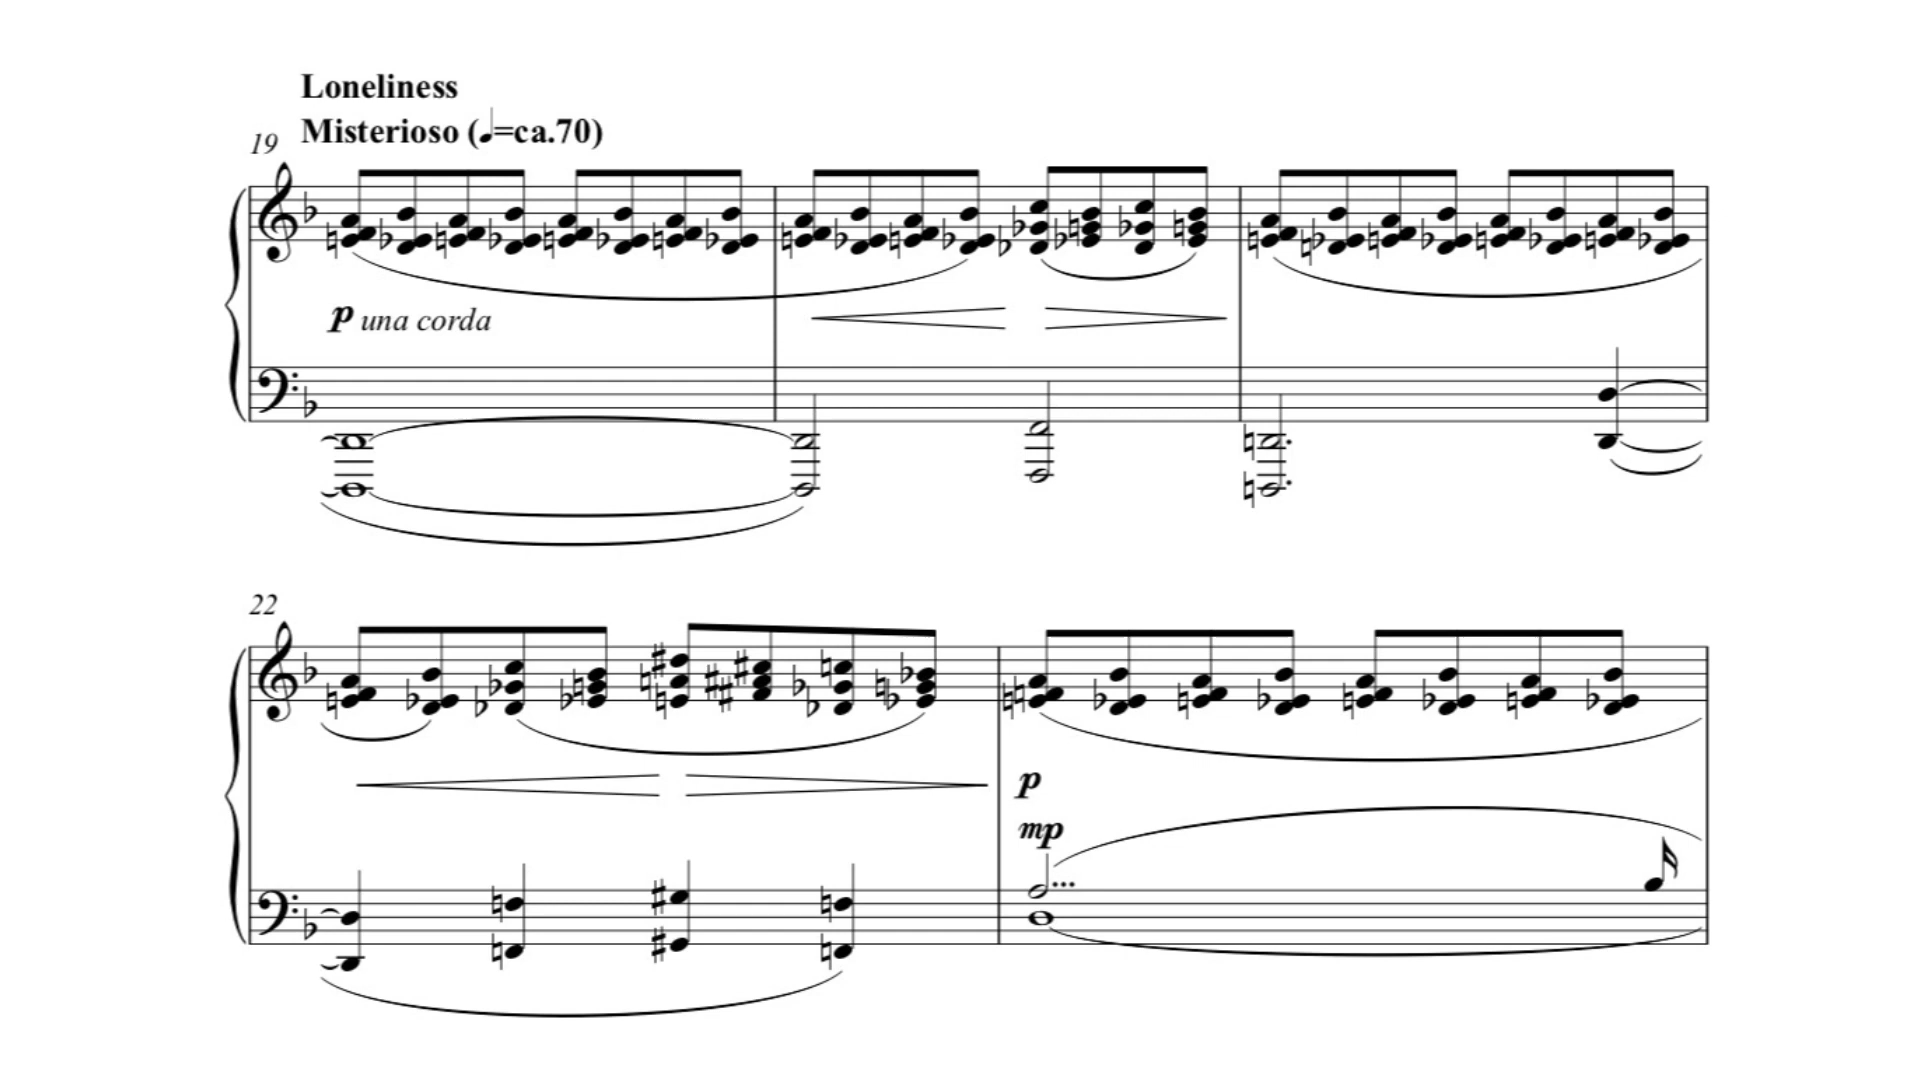 Loneliness
Misterioso (♩=ca.70)
19
p una corda
22
p
mp